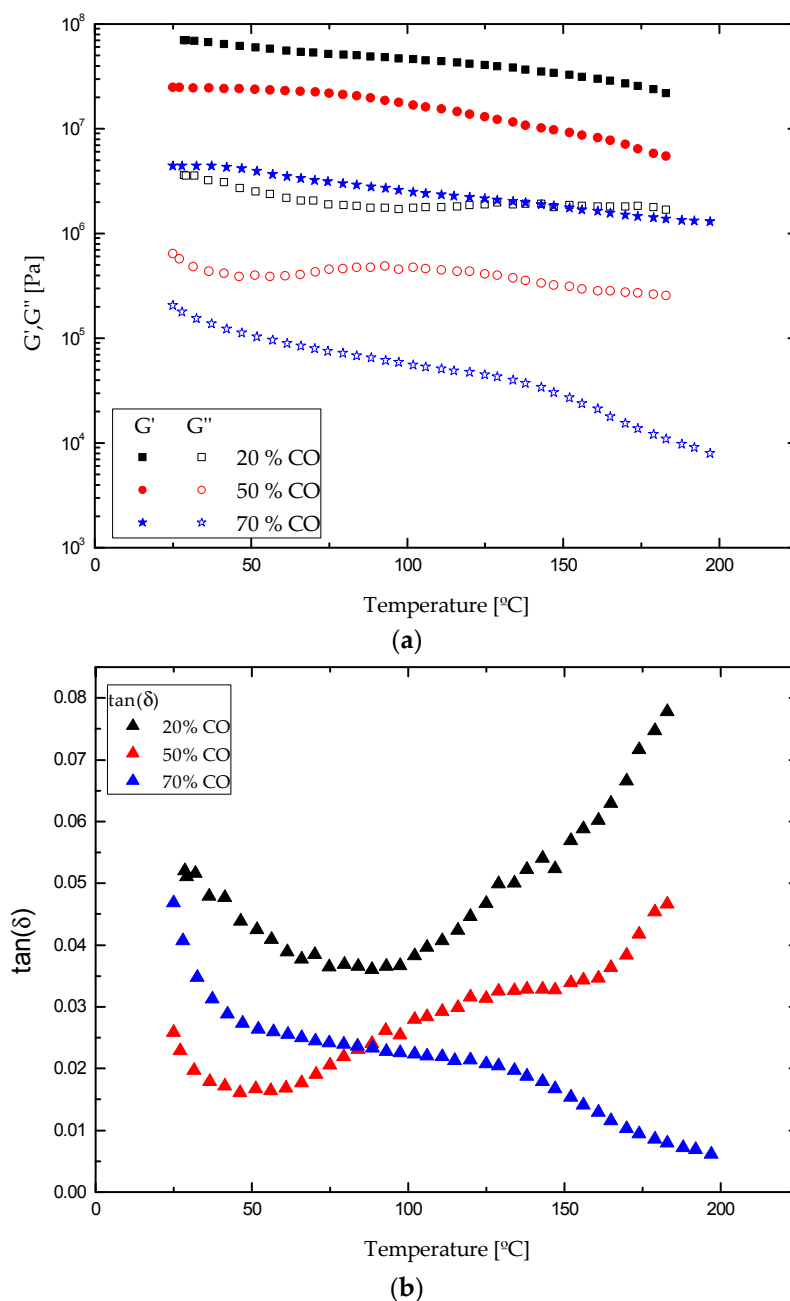 10⁸
10⁷
10⁶
10⁵
10⁴
10³
G',G'' [Pa]
G' G''
20 % CO
50 % CO
70 % CO
0 50 100 150 200
Temperature [ºC]
(a)
0.08
0.07
0.06
0.05
0.04
0.03
0.02
0.01
0.00
tan(δ)
tan(δ)
20% CO
50% CO
70% CO
0 50 100 150 200
Temperature [ºC]
(b)